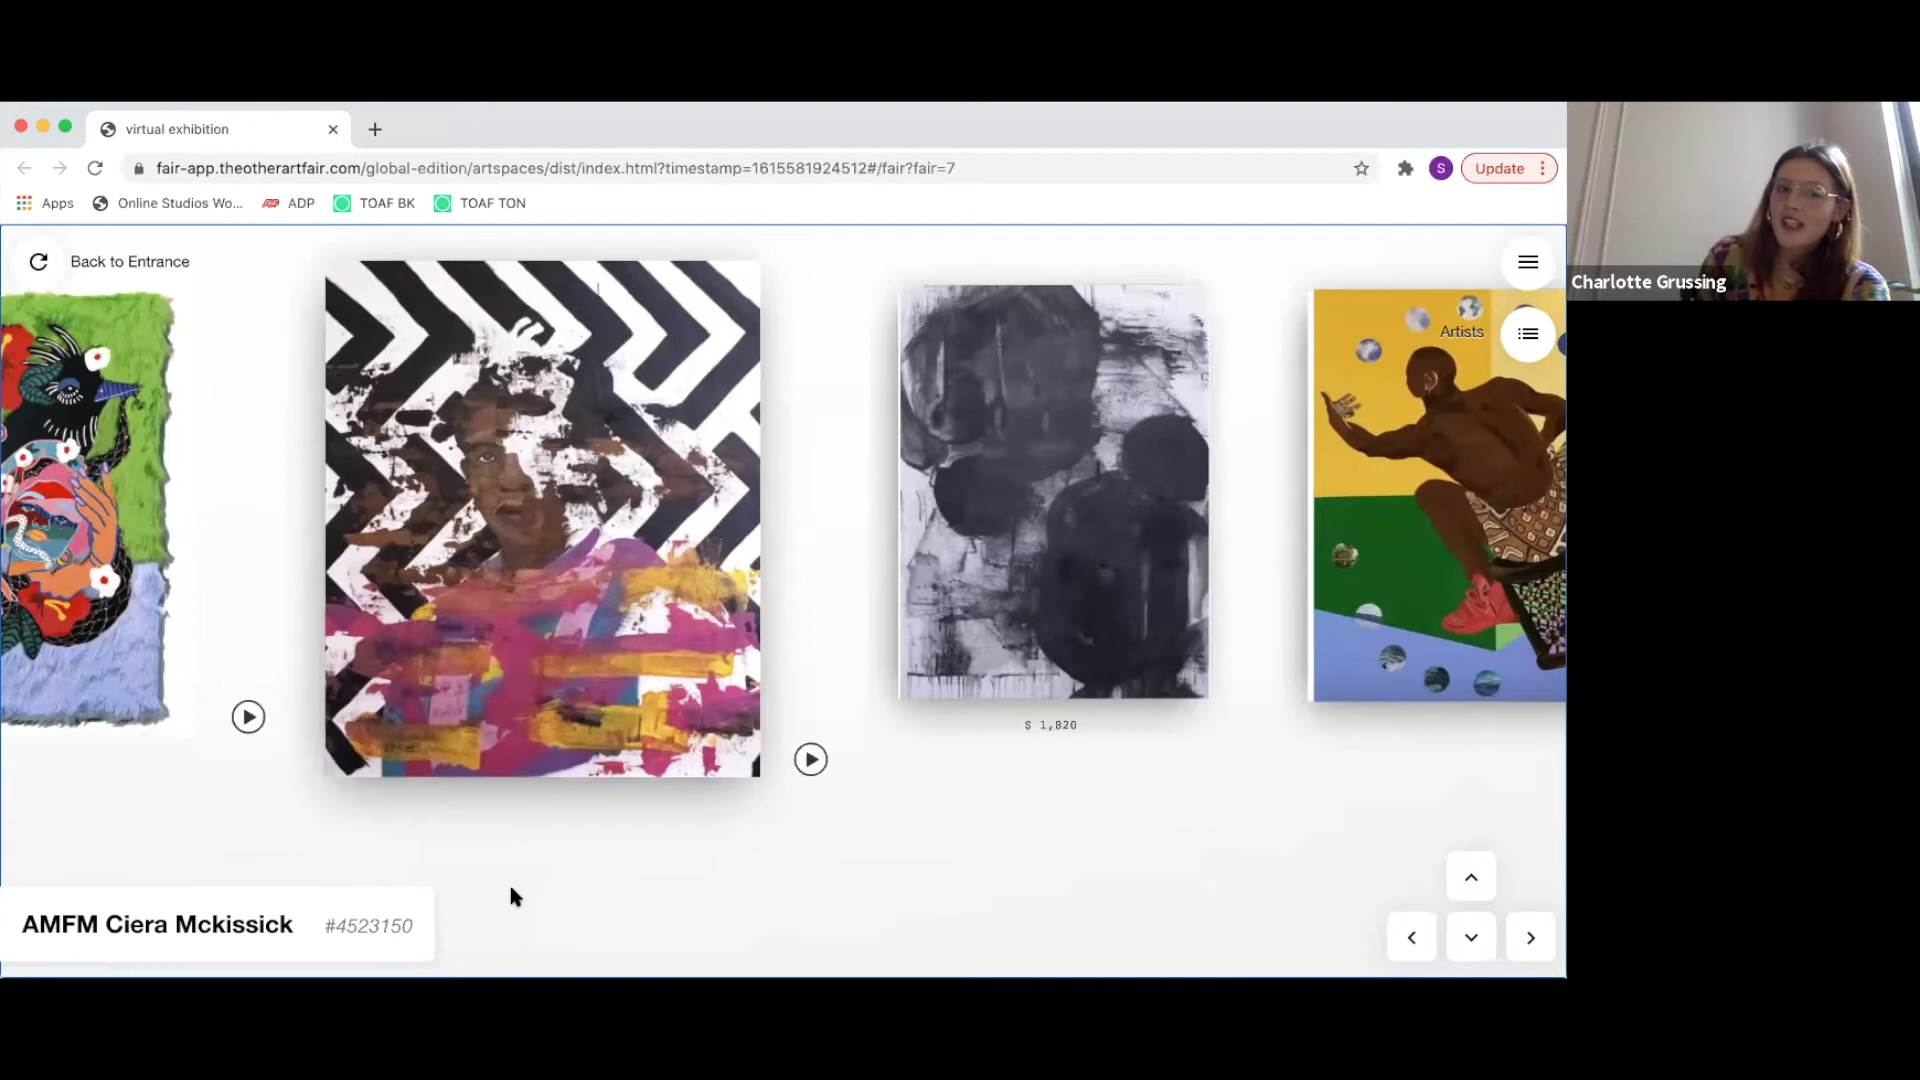 virtual exhibition
fair-app.theotherartfair.com/global-edition/artspaces/dist/index.html?timestamp=1615581924512#/fair?fair=7
S
Update
Apps
Online Studios Wo...
ADP
TOAF BK
TOAF TON
Back to Entrance
Charlotte Grussing
Artists
$ 1,820
AMFM Ciera Mckissick #4523150